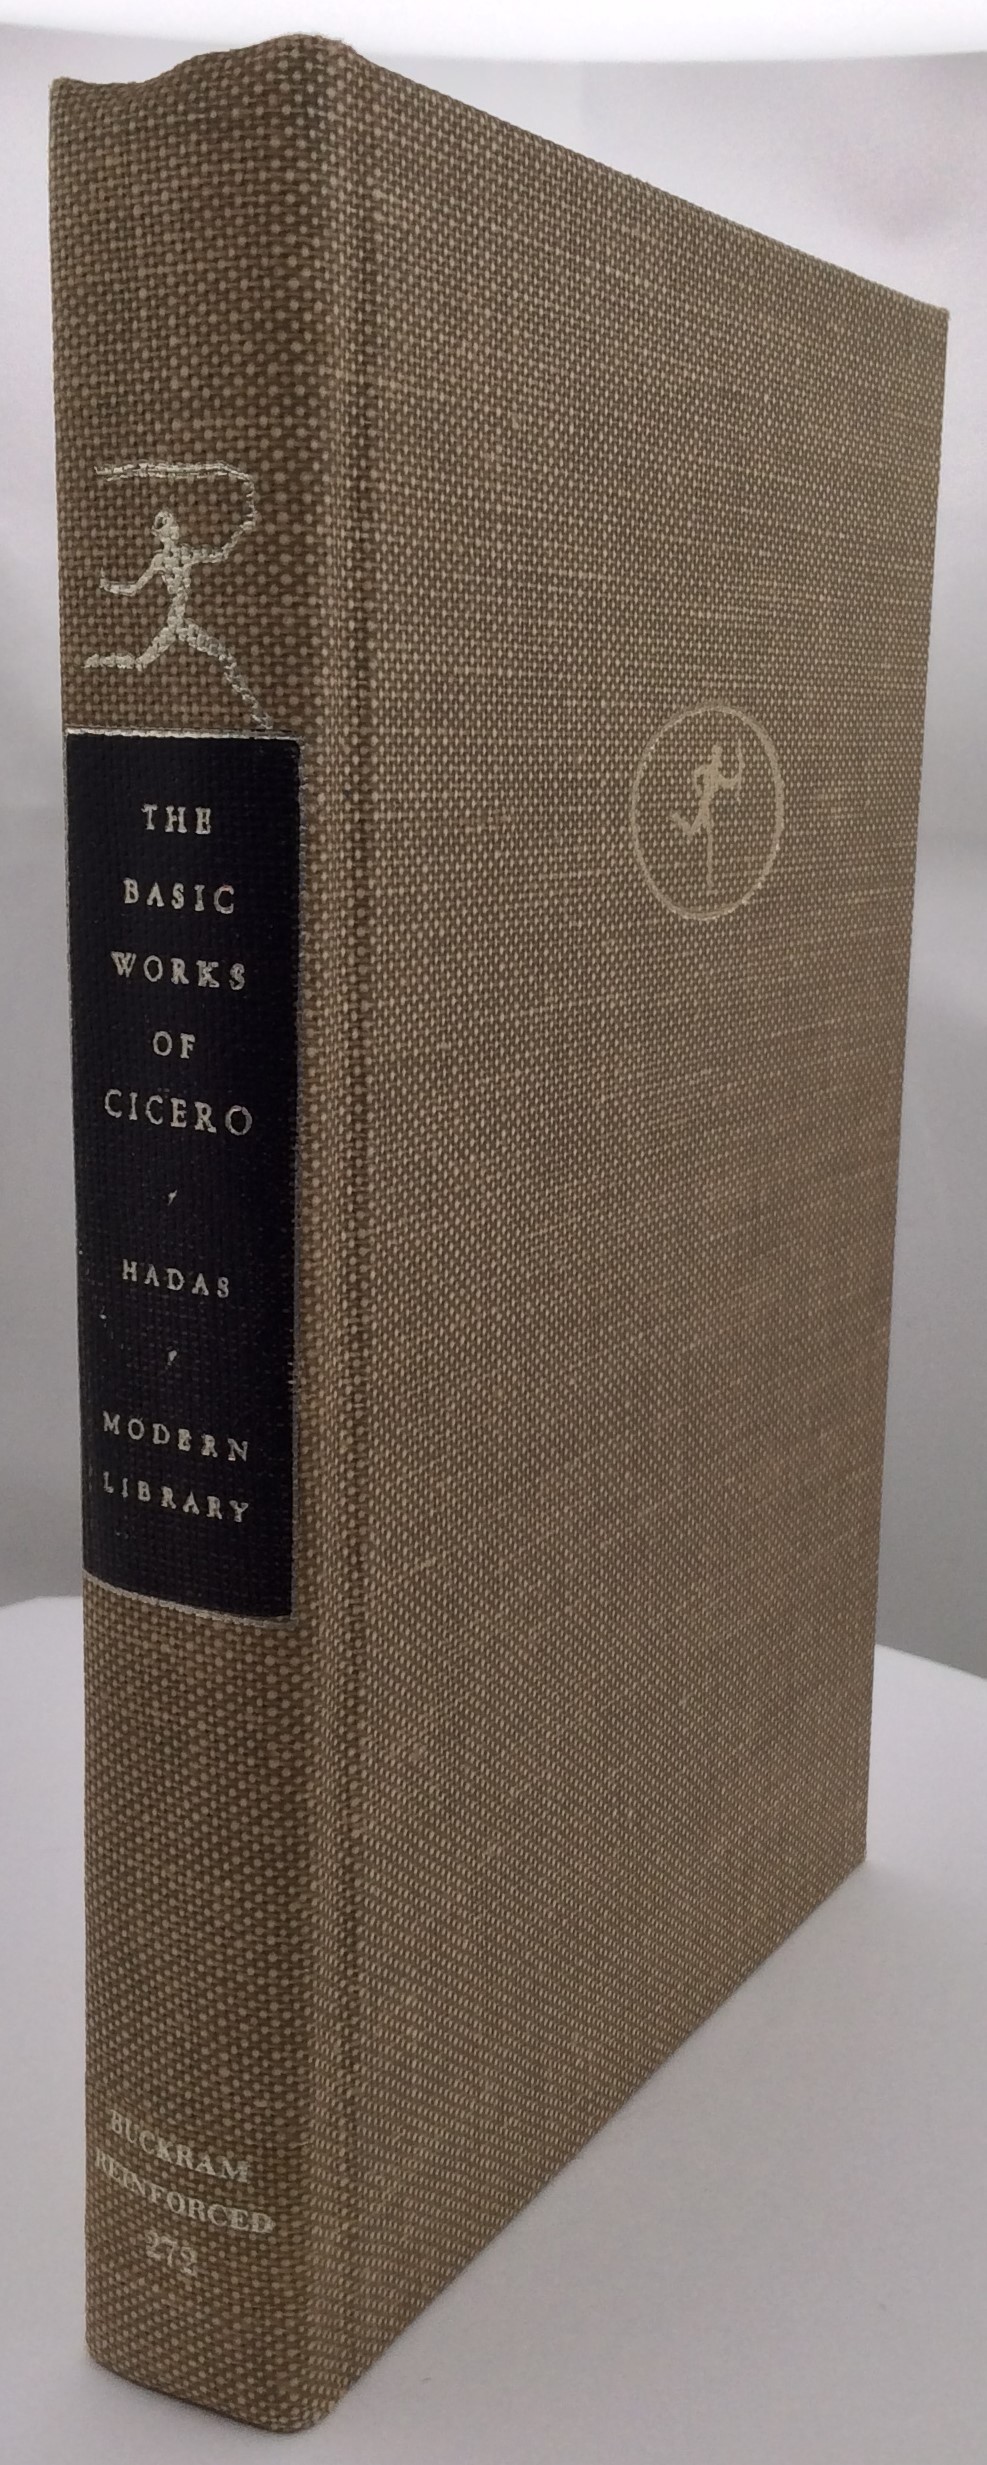 THE
BASIC
WORKS
OF
CICERO
HADAS
MODERN
LIBRARY
BUCKRAM
REINFORCED
272